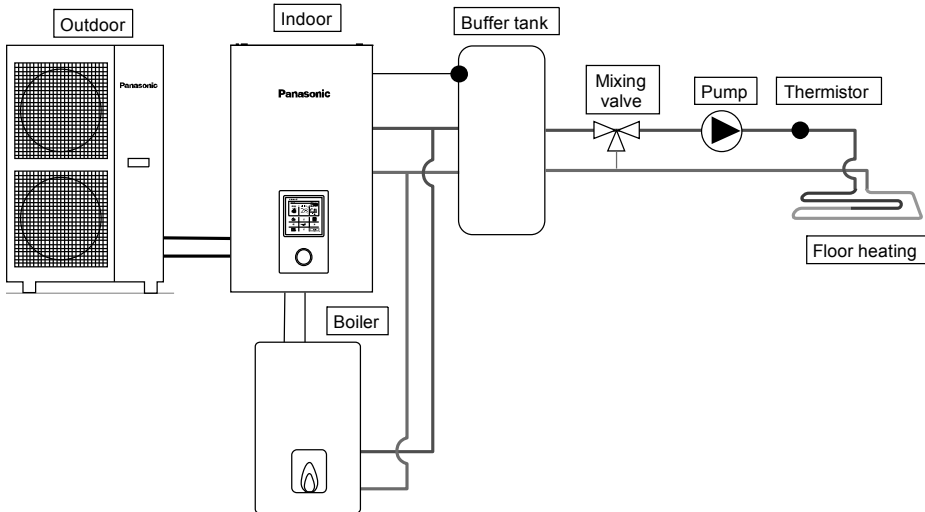 Outdoor
Indoor
Buffer tank
Mixing
valve
Pump
Thermistor
Panasonic
Panasonic
Floor heating
Boiler